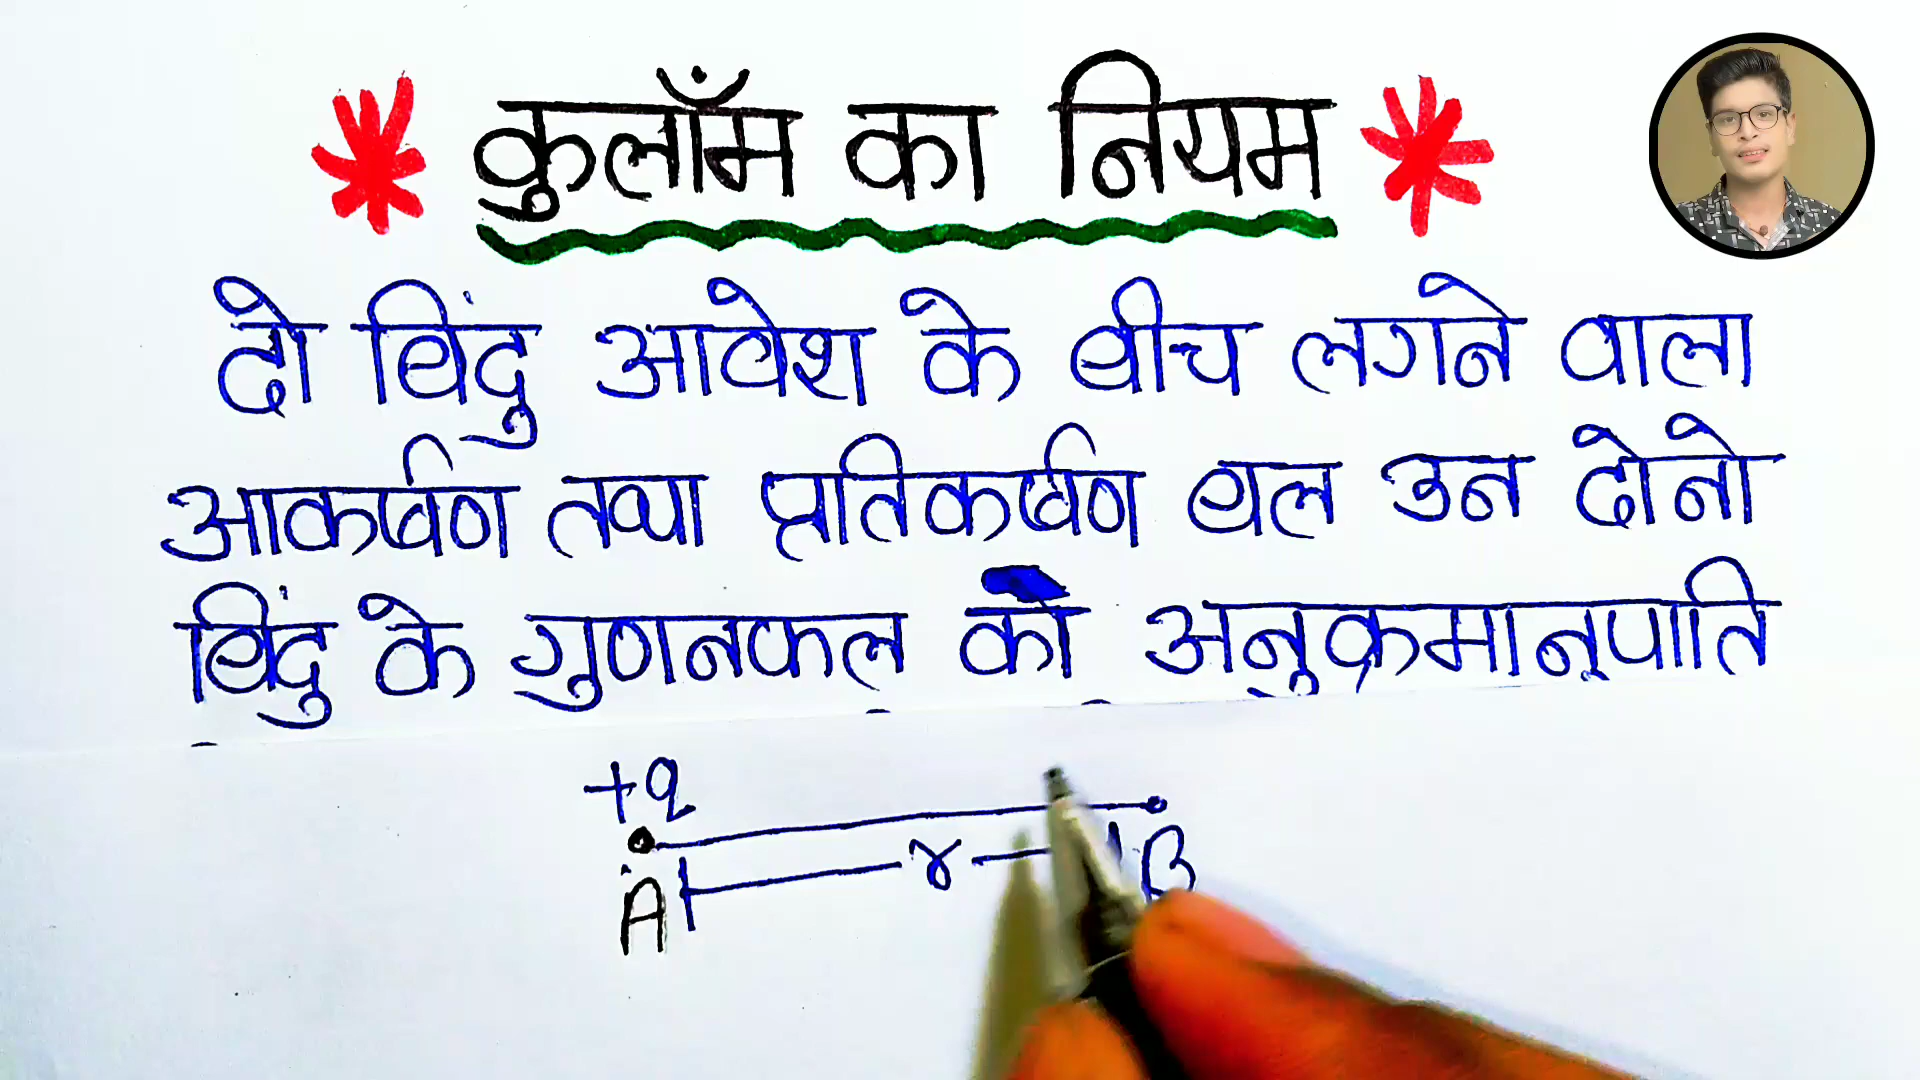 कुलॉम का नियम
दो बिंदु आवेश के बीच लगने वाला
आकर्षण तथा प्रतिकर्षण बल उन दोनो
बिंदु के गुणनफल को अनुक्रमानुपाति
+q
r
A
B